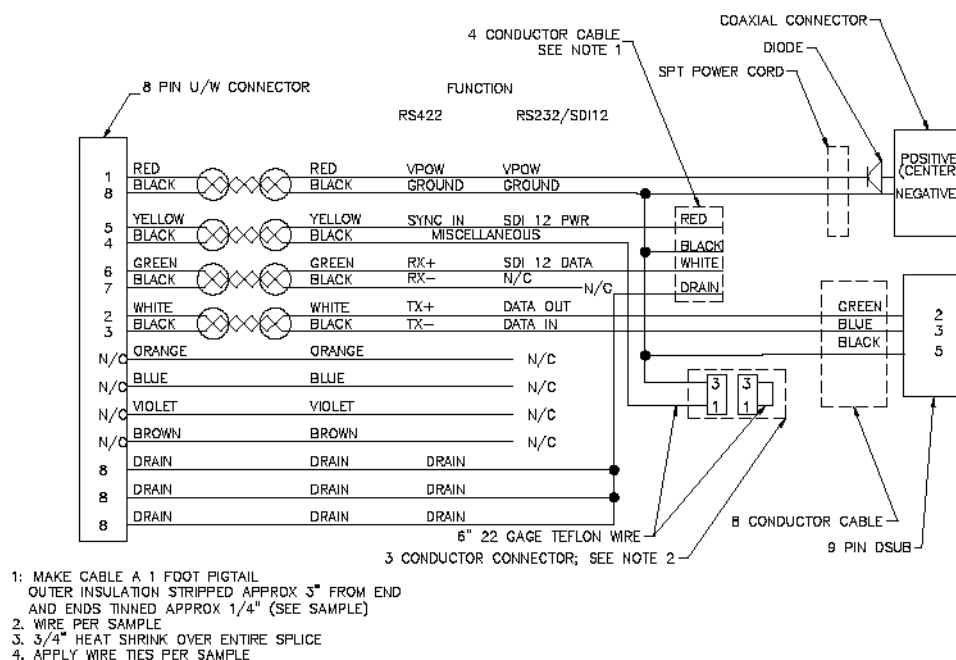 COAXIAL CONNECTOR
4 CONDUCTOR CABLE
SEE NOTE 1
DIODE
SPT POWER CORD
8 PIN U/W CONNECTOR
FUNCTION
RS422 RS232/SDI12
1 RED RED VPOW VPOW POSITIVE
(CENTER
8 BLACK BLACK GROUND GROUND NEGATIVE
5 YELLOW YELLOW SYNC IN SDI 12 PWR RED
4 BLACK BLACK MISCELLANEOUS BLACK
6 GREEN GREEN RX+ SDI 12 DATA WHITE
7 BLACK BLACK RX- N/C N/C DRAIN
2 WHITE WHITE TX+ DATA OUT GREEN 2
3 BLACK BLACK TX- DATA IN BLUE 3
BLACK 5
N/C ORANGE ORANGE N/C
N/C BLUE BLUE N/C
3 3
1 1
N/C VIOLET VIOLET N/C
N/C BROWN BROWN N/C
8 DRAIN DRAIN DRAIN
8 DRAIN DRAIN DRAIN
8 DRAIN DRAIN DRAIN
8 CONDUCTOR CABLE
6" 22 GAGE TEFLON WIRE
9 PIN DSUB
3 CONDUCTOR CONNECTOR; SEE NOTE 2
1: MAKE CABLE A 1 FOOT PIGTAIL
OUTER INSULATION STRIPPED APPROX 3" FROM END
AND ENDS TINNED APPROX 1/4" (SEE SAMPLE)
2. WIRE PER SAMPLE
3. 3/4" HEAT SHRINK OVER ENTIRE SPLICE
4. APPLY WIRE TIES PER SAMPLE